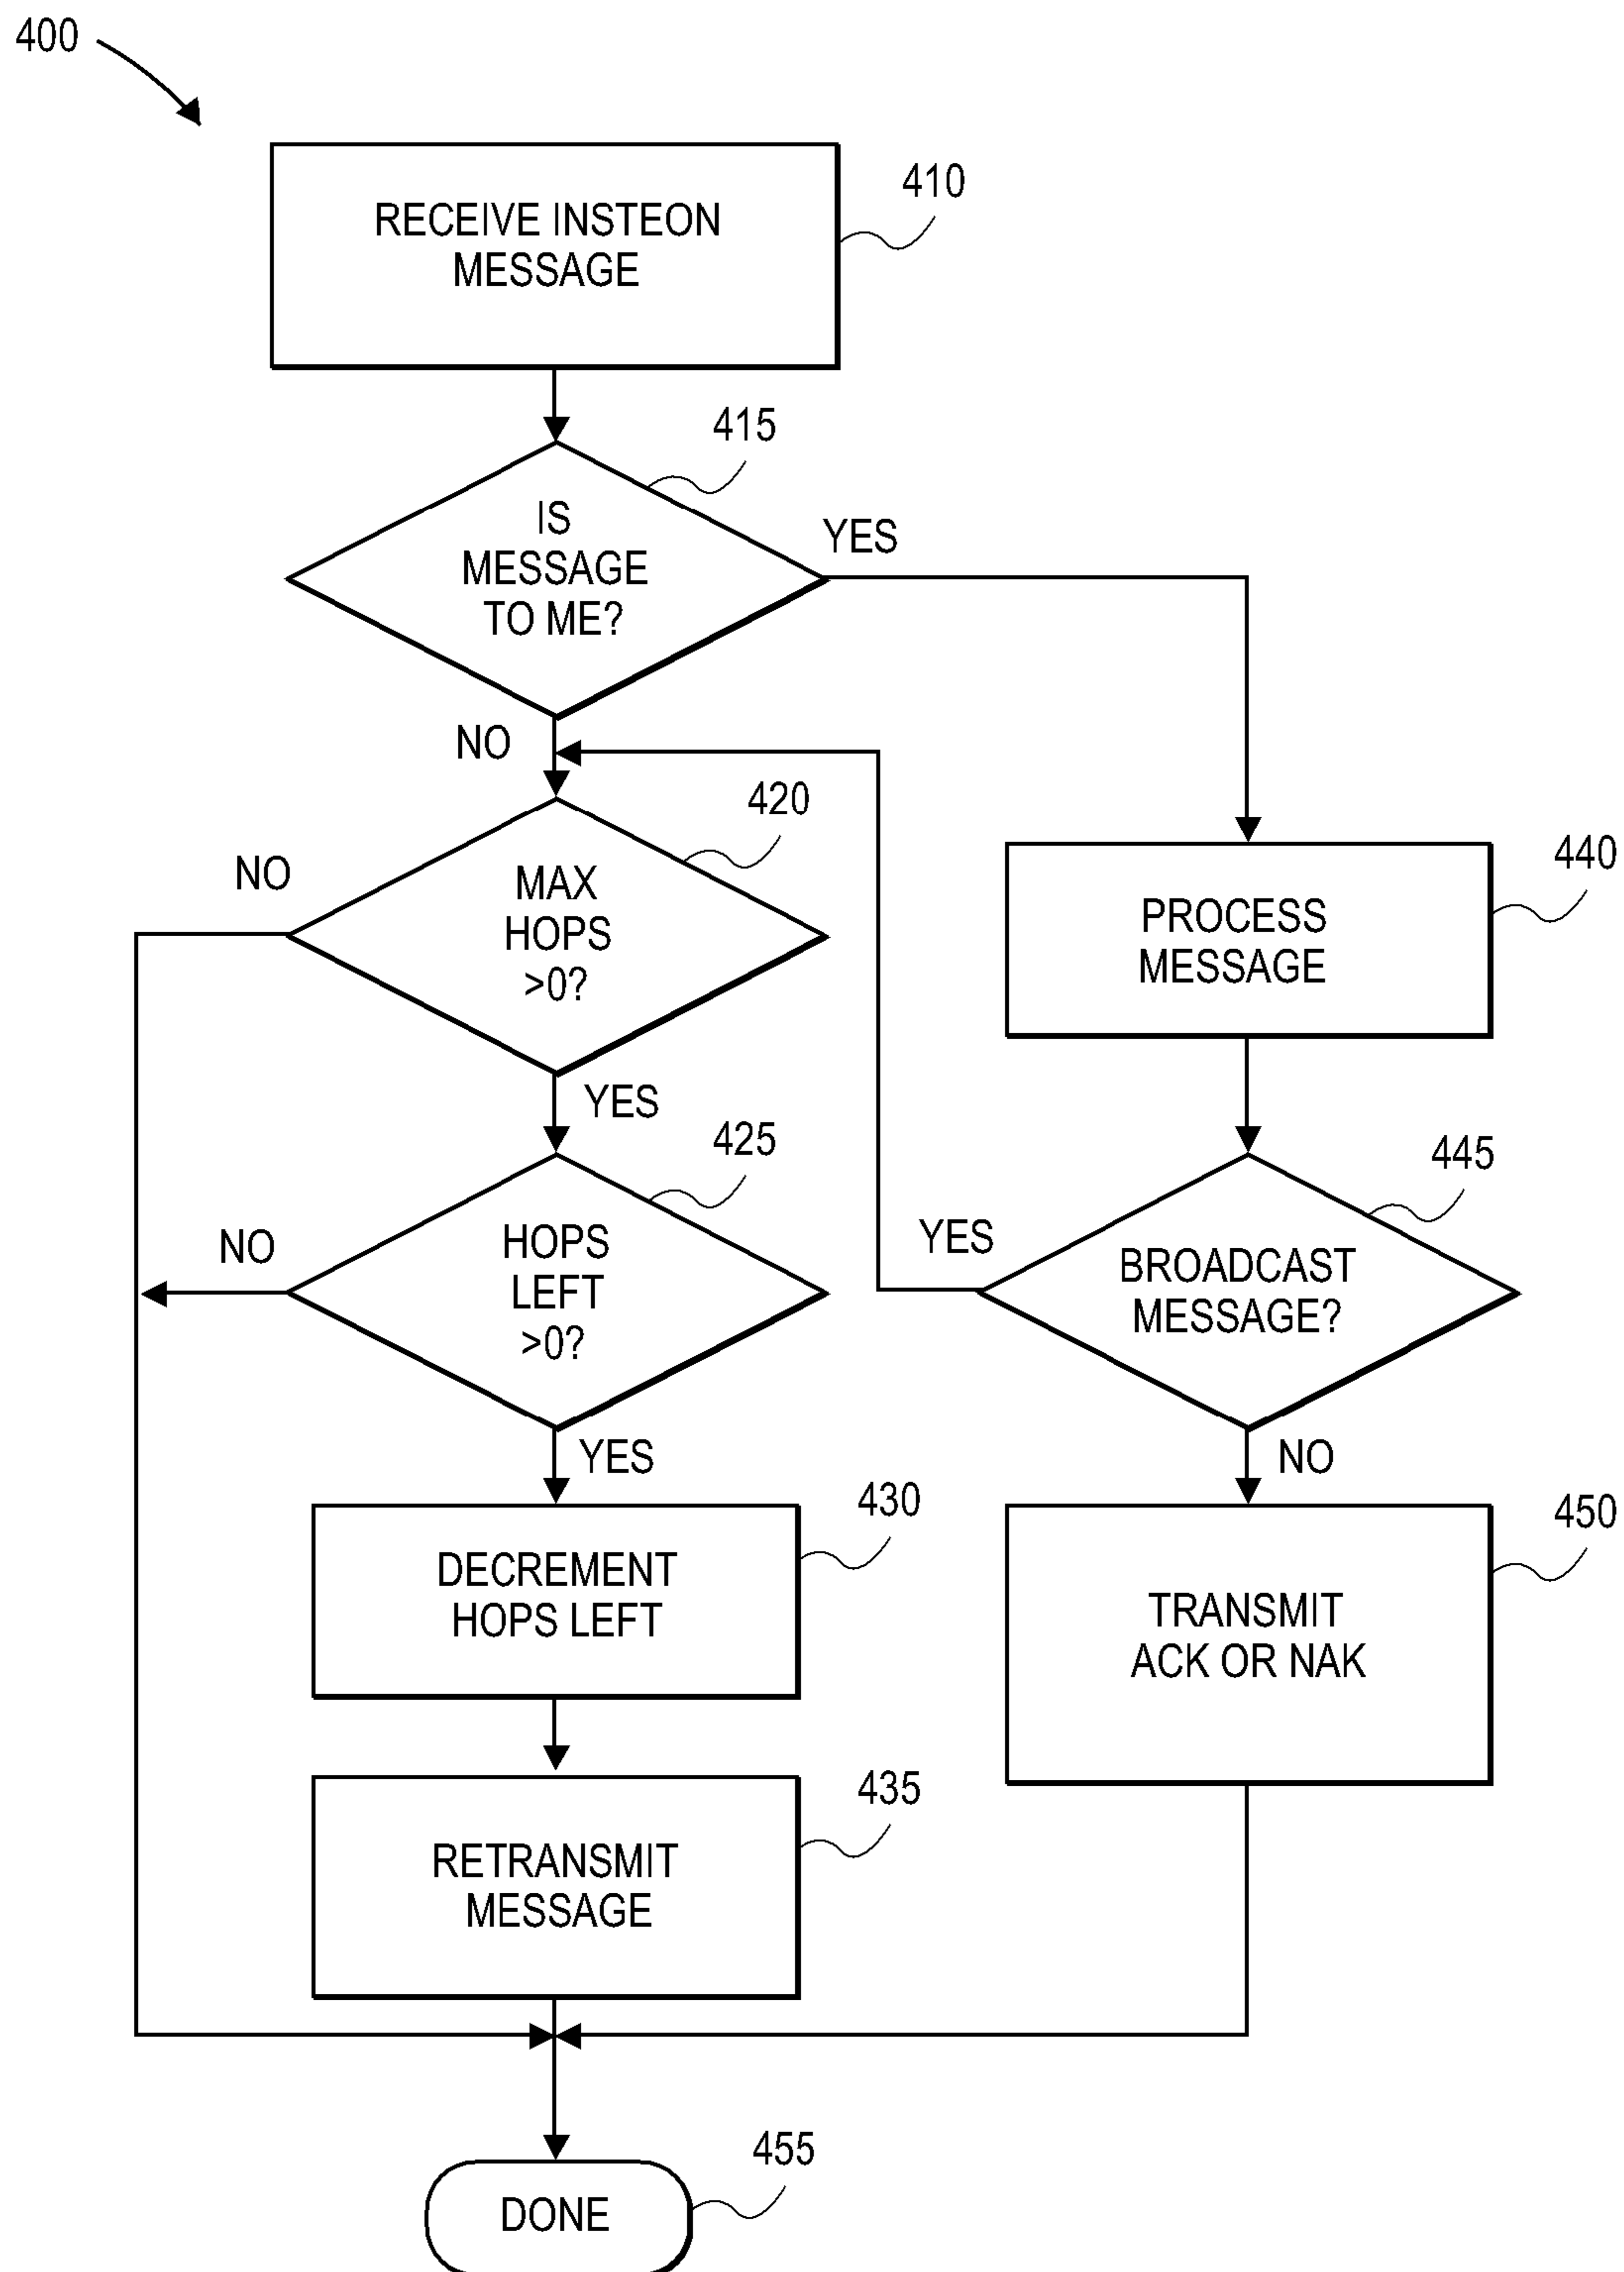 400
410
RECEIVE INSTEON
MESSAGE
415
IS
MESSAGE
TO ME?
YES
NO
420
NO
MAX
HOPS
>0?
440
PROCESS
MESSAGE
YES
425
NO
HOPS
LEFT
>0?
445
YES
BROADCAST
MESSAGE?
YES
NO
430
DECREMENT
HOPS LEFT
450
TRANSMIT
ACK OR NAK
435
RETRANSMIT
MESSAGE
455
DONE